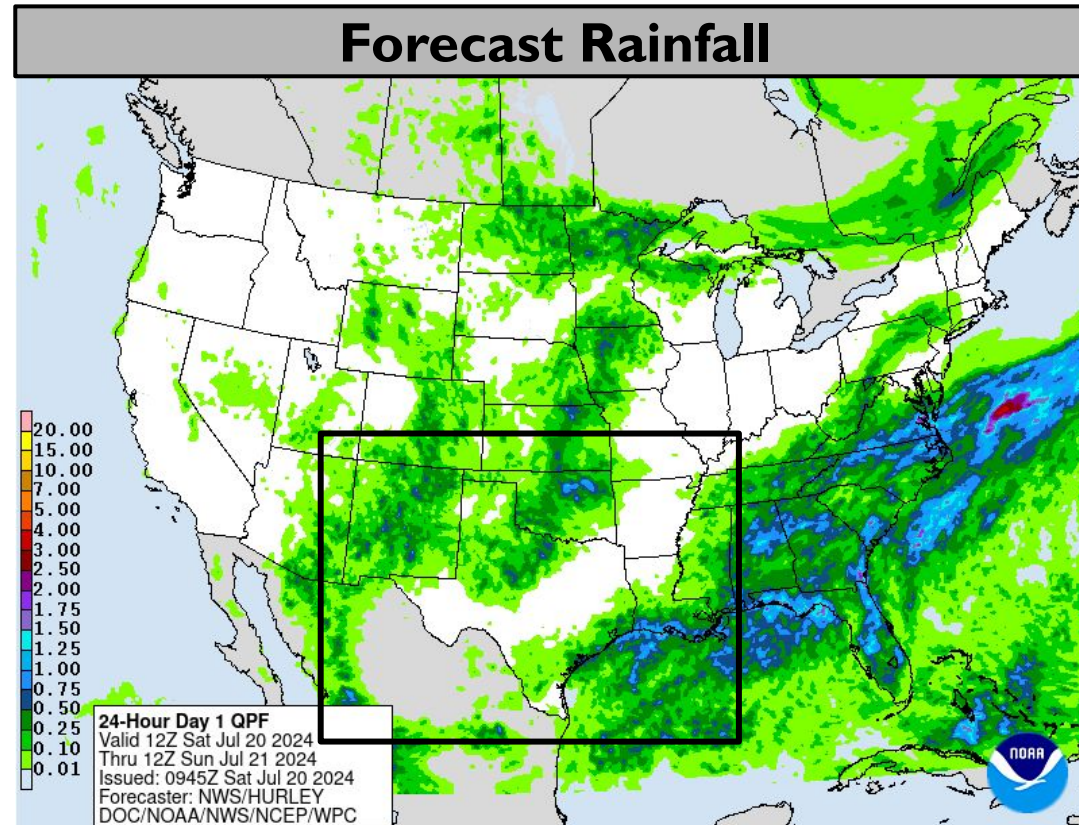 Forecast Rainfall
20.00
15.00
10.00
7.00
5.00
4.00
3.00
2.50
2.00
1.75
1.50
1.25
1.00
0.75
0.50
0.25
0.10
0.01
24-Hour Day 1 QPF
Valid 12Z Sat Jul 20 2024
Thru 12Z Sun Jul 21 2024
Issued: 0945Z Sat Jul 20 2024
Forecaster: NWS/HURLEY
DOC/NOAA/NWS/NCEP/WPC
NOAA